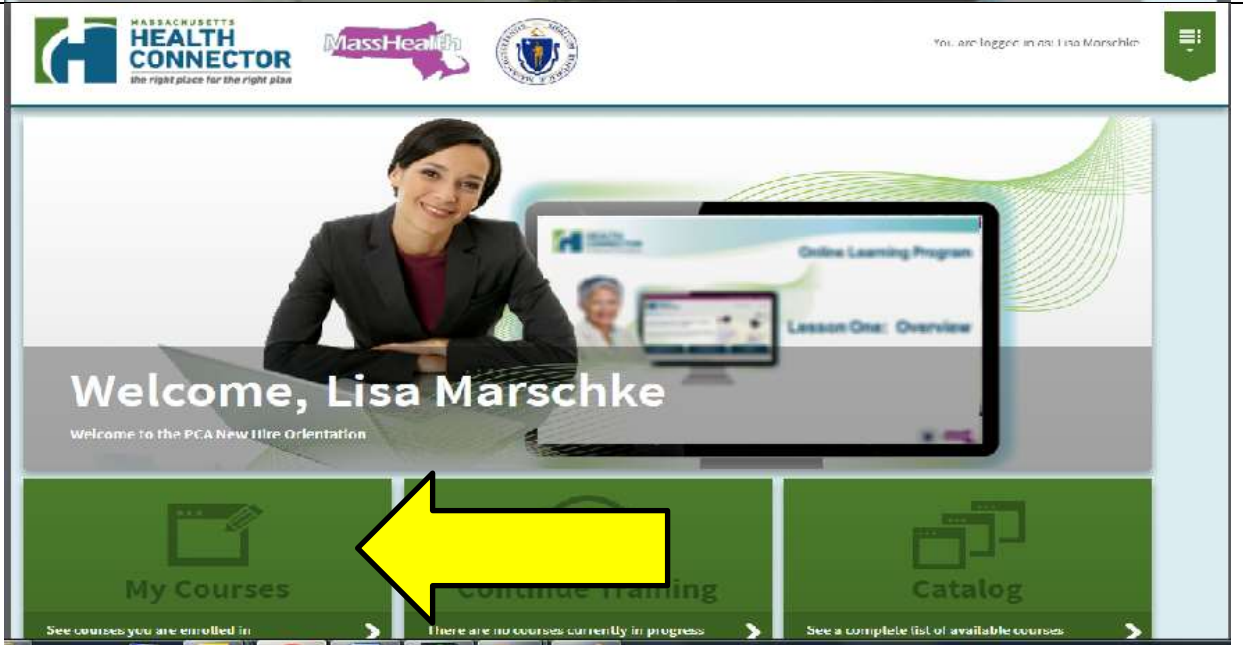 MASSACHUSETTS
HEALTH
CONNECTOR
the right place for the right plan
MassHealth
You are logged in as: Lisa Marschke
HEALTH
CONNECTOR
Online Learning Program
Lesson One: Overview
Welcome, Lisa Marschke
Welcome to the PCA New Hire Orientation
My Courses
Continue Training
Catalog
See courses you are enrolled in
There are no courses currently in progress
See a complete list of available courses